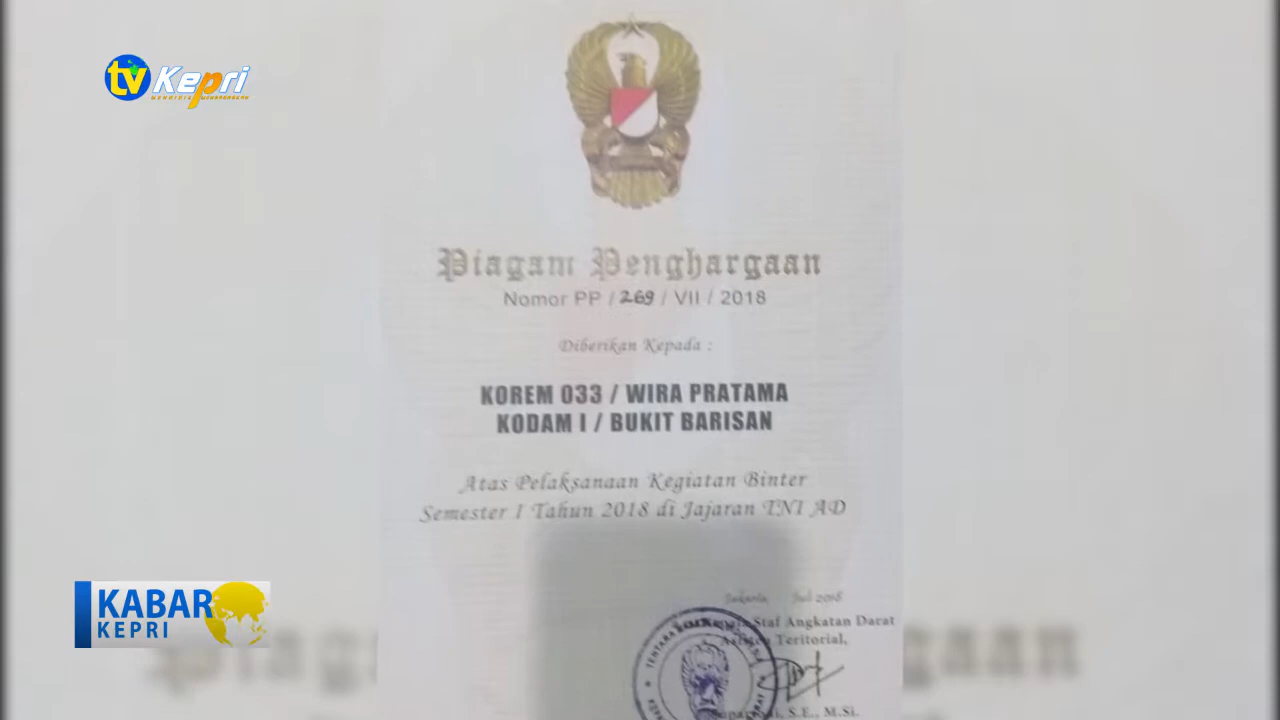 tv Kepri
Piagam Penghargaan
Nomor PP / 269 / VII / 2018
Diberikan Kepada :
KOREM 033 / WIRA PRATAMA
KODAM I / BUKIT BARISAN
Atas Pelaksanaan Kegiatan Binter
Semester I Tahun 2018 di Jajaran TNI AD
Jakarta, Juli 2018
Staf Angkatan Darat
Teritorial,
S.E., M.Si.
KABAR
KEPRI